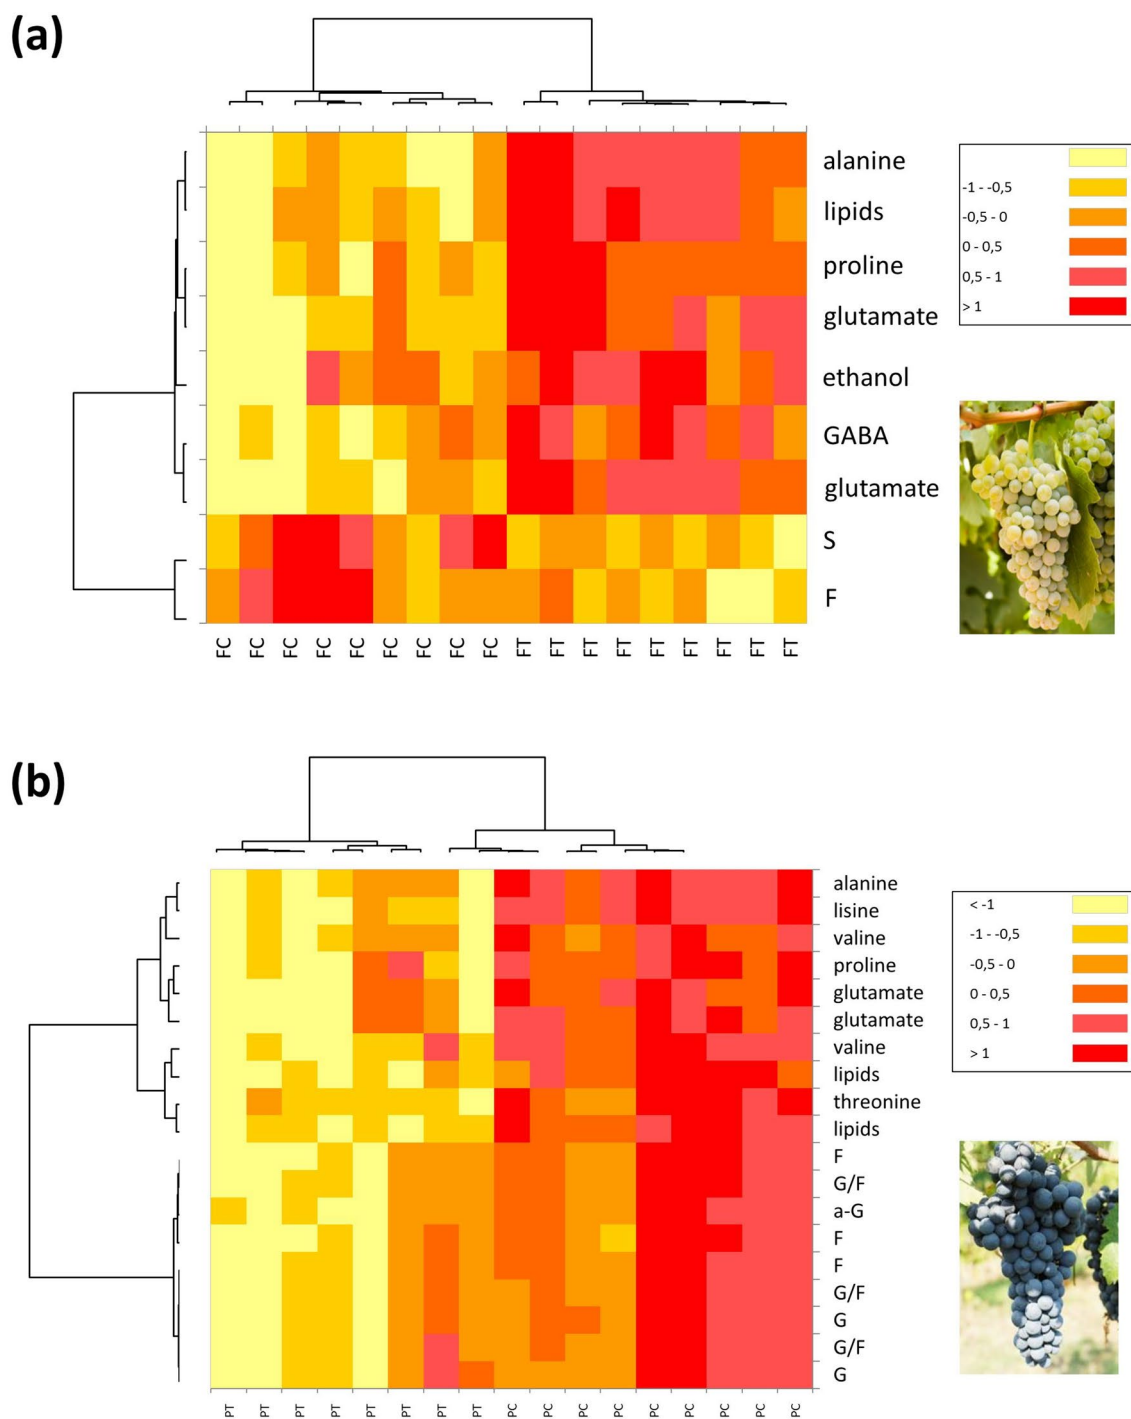 (a)
alanine
lipids
proline
glutamate
ethanol
GABA
glutamate
S
F
-1 - -0,5
-0,5 - 0
0 - 0,5
0,5 - 1
> 1
FC FC FC FC FC FC FC FC FC FT FT FT FT FT FT FT FT FT
(b)
alanine
lisine
valine
proline
glutamate
glutamate
valine
lipids
threonine
lipids
F
G/F
a-G
F
F
G/F
G
G/F
G
< -1
-1 - -0,5
-0,5 - 0
0 - 0,5
0,5 - 1
> 1
PT PT PT PT PT PT PT PT PC PC PC PC PC PC PC PC PC